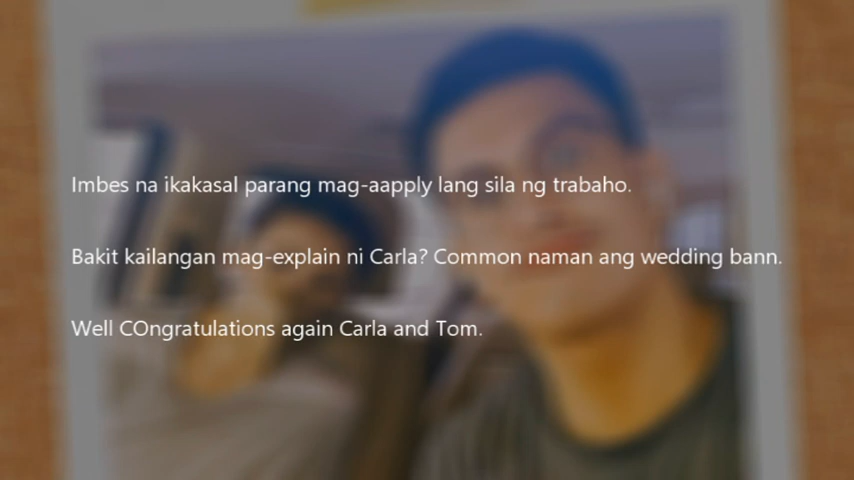 Imbes na ikakasal parang mag-aapply lang sila ng trabaho.
Bakit kailangan mag-explain ni Carla? Common naman ang wedding bann.
Well COngratulations again Carla and Tom.